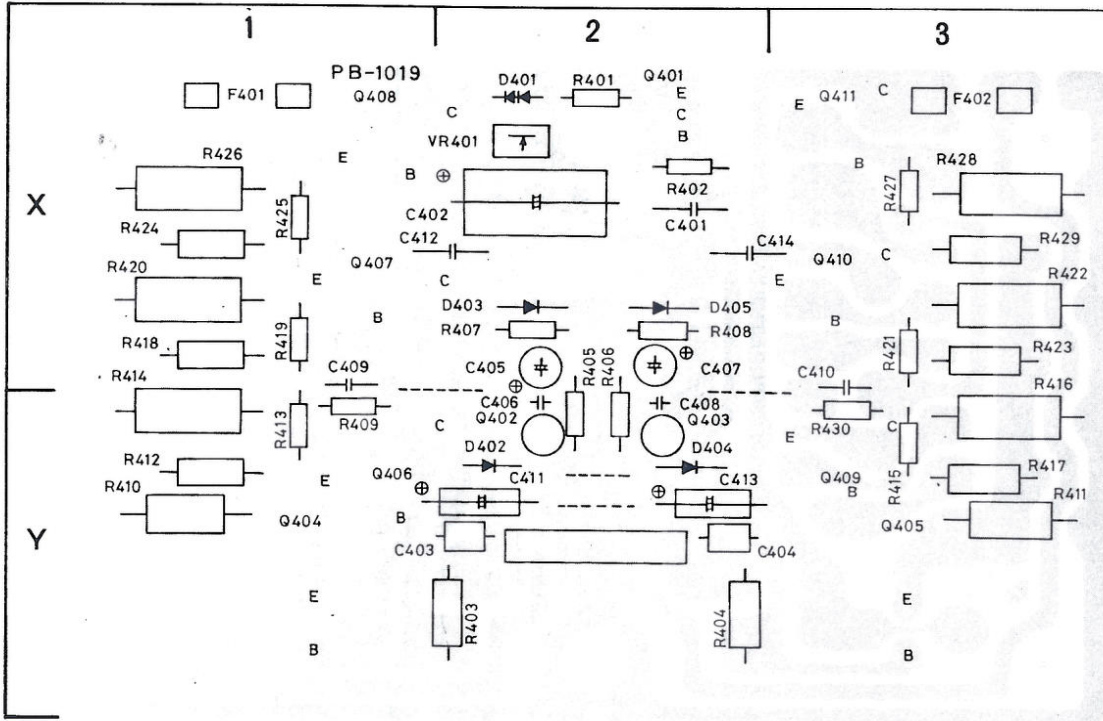 1 2 3
PB-1019
F401 Q408 D401 R401 Q401 Q411 C F402
E E
C C
VR401 B
E B
R426 B ⊕ R427 R428
R425 C402 R402
X
R424 C401
C412 C414 R429
Q407 Q410 C
R420 E C E R422
D403 D405
B R407 R408 B
R418 R419 R421 R423
C405 ⊕ R405 R406 ⊕ C407
C409 C410
R414 R416
C406 C408
R413 R409 Q402 Q403 R430
C C
E
D402 D404
R412 R417
Q406 C411 C413 Q409
E ⊕ ⊕ B R415
R410 R411
Q404 B Q405
Y
C403 C404
E R403 R404 E
B B